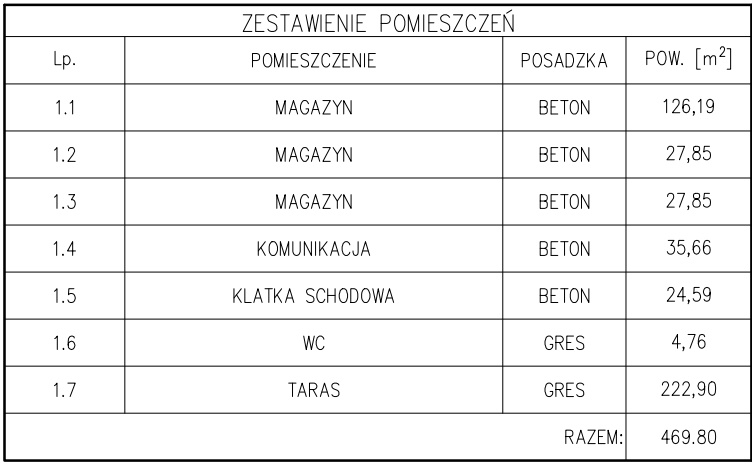 ZESTAWIENIE POMIESZCZEŃ
Lp. POMIESZCZENIE POSADZKA POW. [m²]
1.1 MAGAZYN BETON 126,19
1.2 MAGAZYN BETON 27,85
1.3 MAGAZYN BETON 27,85
1.4 KOMUNIKACJA BETON 35,66
1.5 KLATKA SCHODOWA BETON 24,59
1.6 WC GRES 4,76
1.7 TARAS GRES 222,90
RAZEM: 469.80